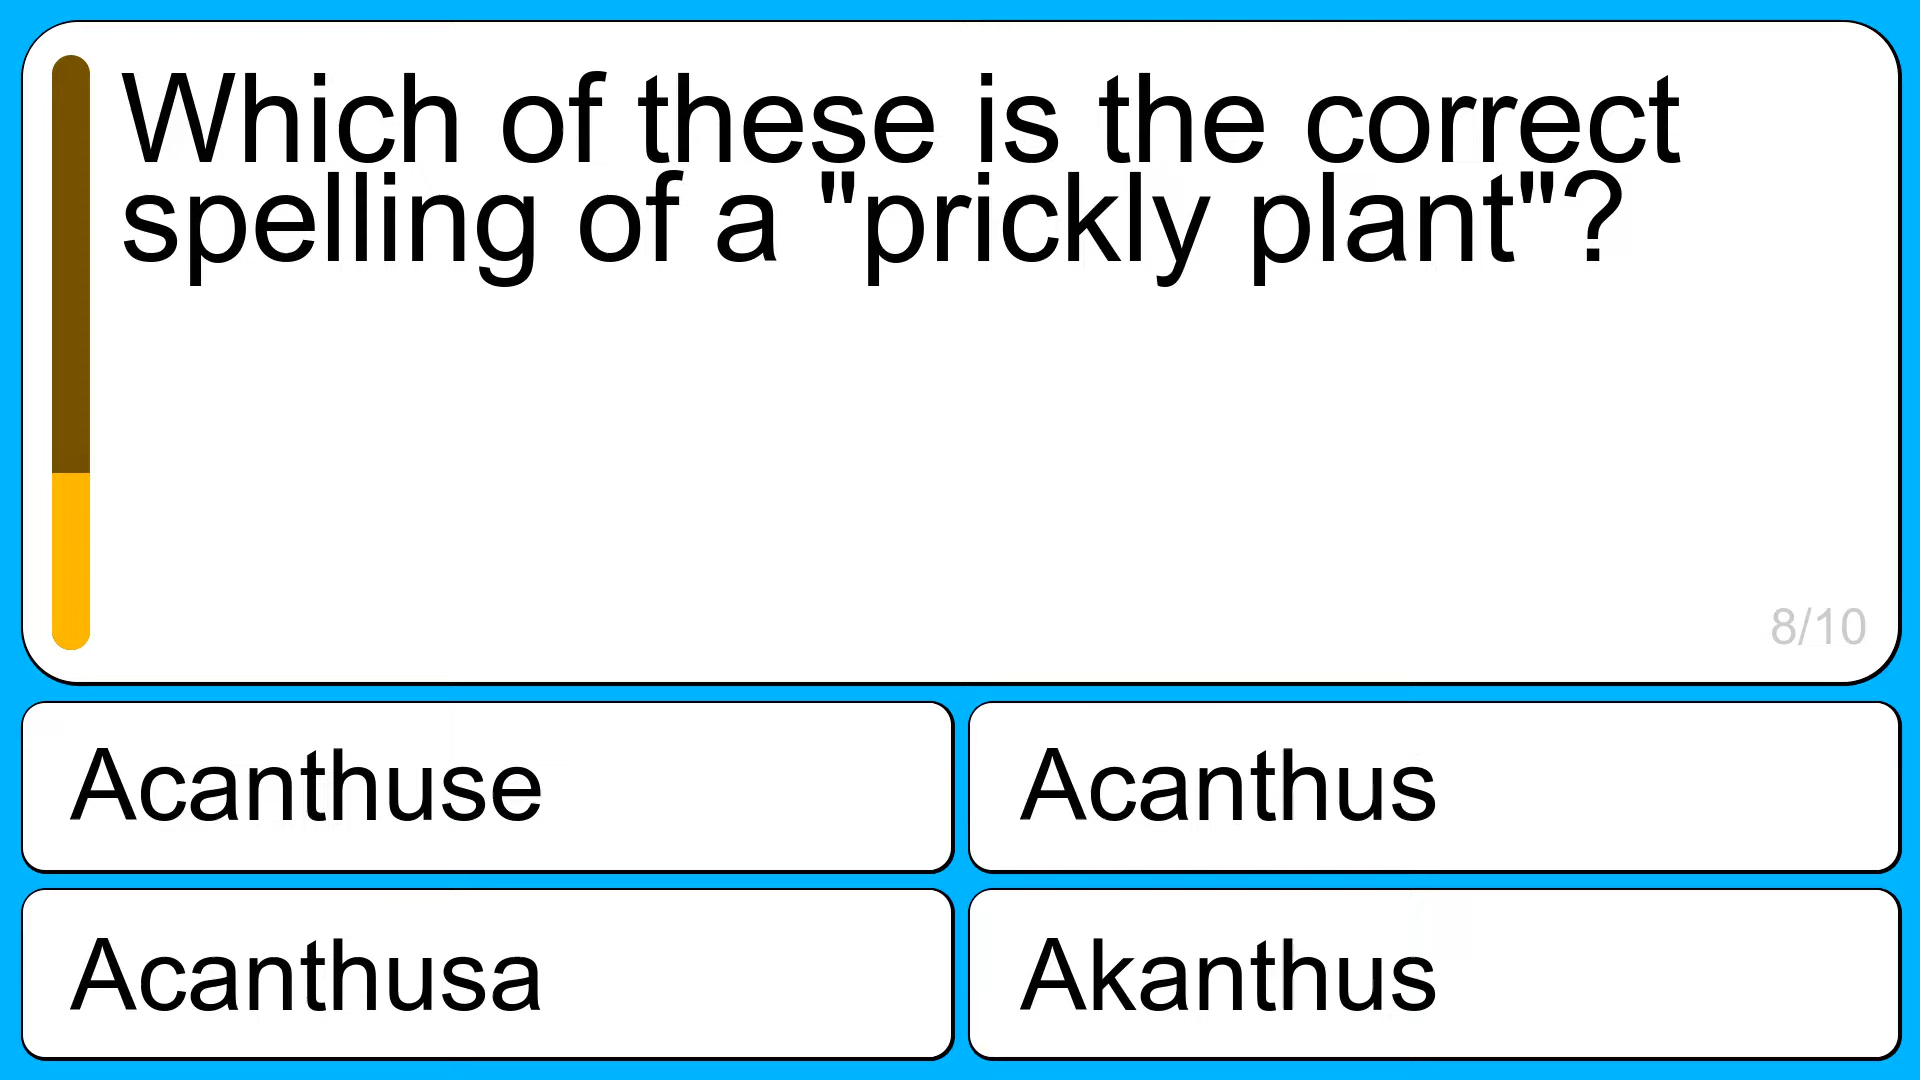 Which of these is the correct
spelling of a "prickly plant"?
8/10
Acanthuse
Acanthus
Acanthusa
Akanthus